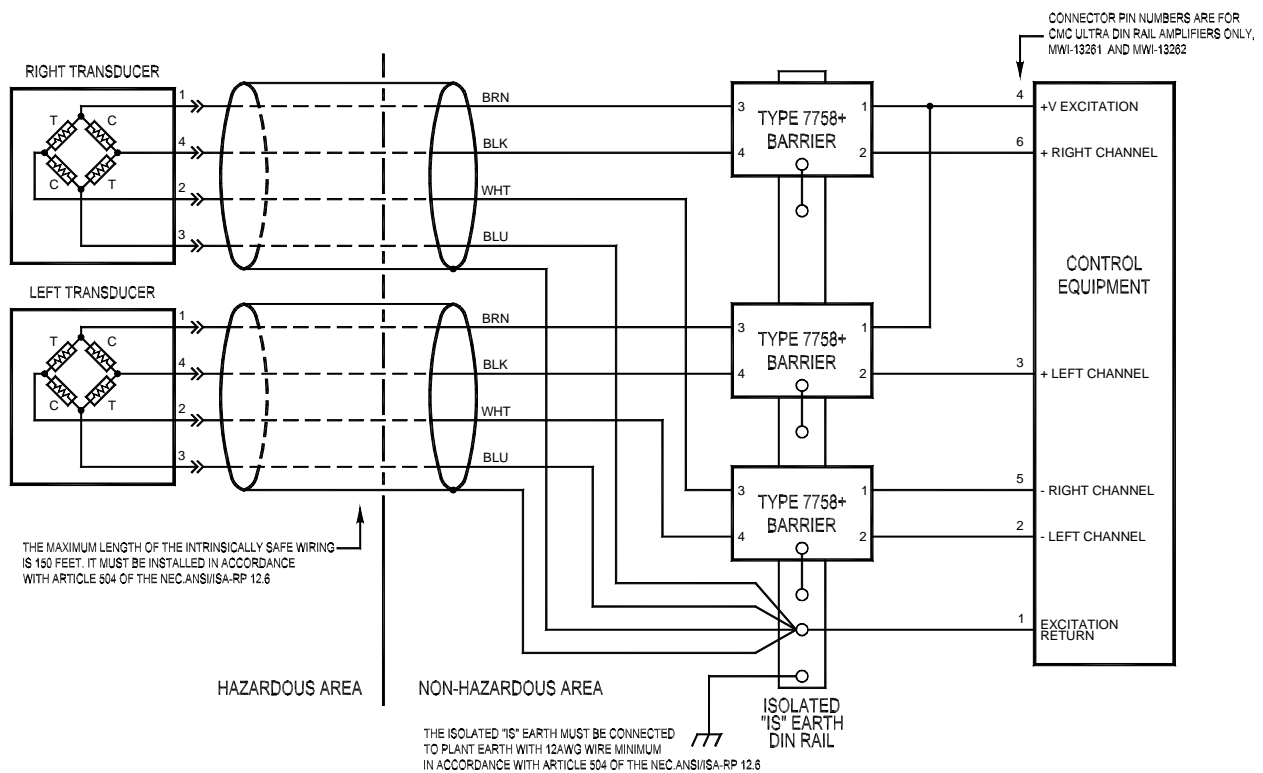 CONNECTOR PIN NUMBERS ARE FOR
CMC ULTRA DIN RAIL AMPLIFIERS ONLY,
MWI-13261 AND MWI-13262
RIGHT TRANSDUCER
T C
C T
1
4
2
3
BRN
BLK
WHT
BLU
3 TYPE 7758+ 1
4 BARRIER 2
4 +V EXCITATION
6 + RIGHT CHANNEL
CONTROL
EQUIPMENT
LEFT TRANSDUCER
T C
C T
1
4
2
3
BRN
BLK
WHT
BLU
3 TYPE 7758+ 1
4 BARRIER 2
3 + LEFT CHANNEL
3 TYPE 7758+ 1
4 BARRIER 2
5 - RIGHT CHANNEL
2 - LEFT CHANNEL
1 EXCITATION
RETURN
THE MAXIMUM LENGTH OF THE INTRINSICALLY SAFE WIRING
IS 150 FEET. IT MUST BE INSTALLED IN ACCORDANCE
WITH ARTICLE 504 OF THE NEC.ANSI/ISA-RP 12.6
HAZARDOUS AREA
NON-HAZARDOUS AREA
ISOLATED
"IS" EARTH
DIN RAIL
THE ISOLATED "IS" EARTH MUST BE CONNECTED
TO PLANT EARTH WITH 12AWG WIRE MINIMUM
IN ACCORDANCE WITH ARTICLE 504 OF THE NEC.ANSI/ISA-RP 12.6